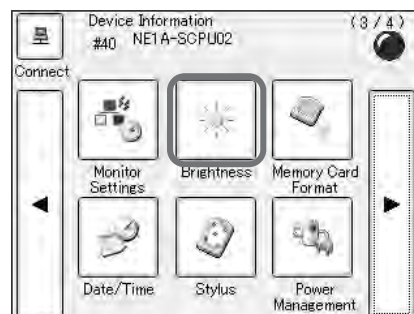 Device Information
(3/4)
#40 NE1A-SCPU02
Connect
Monitor
Settings
Brightness
Memory Card
Format
Date/Time
Stylus
Power
Management